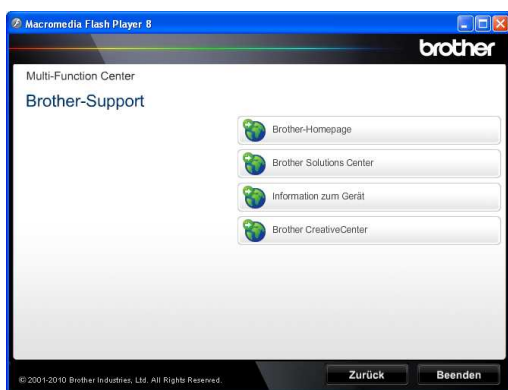 Macromedia Flash Player 8
brother
Multi-Function Center
Brother-Support
Brother-Homepage
Brother Solutions Center
Information zum Gerät
Brother CreativeCenter
© 2001-2010 Brother Industries, Ltd. All Rights Reserved.
Zurück
Beenden